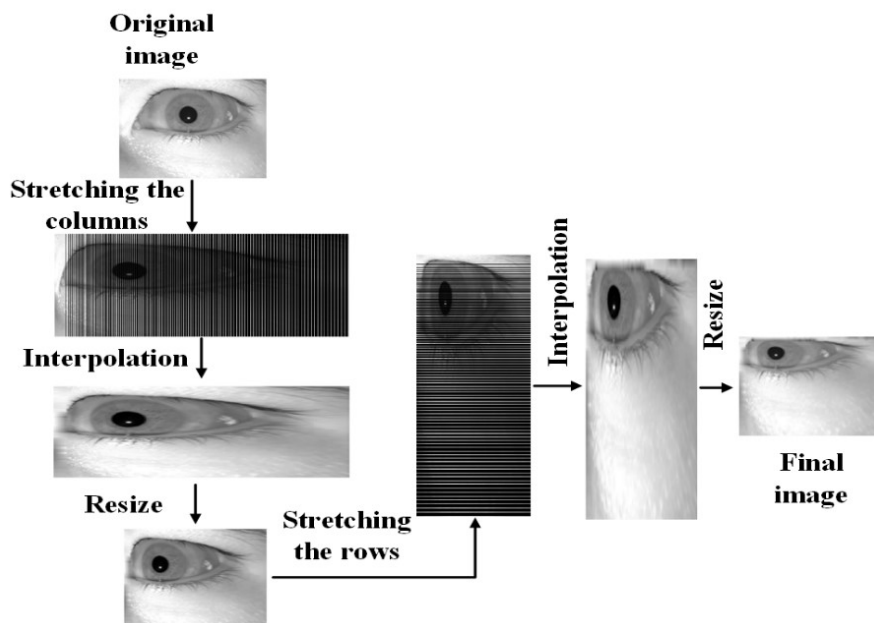 Original
image
Stretching the
columns
Interpolation
Resize
Stretching
the rows
Interpolation
Resize
Final
image